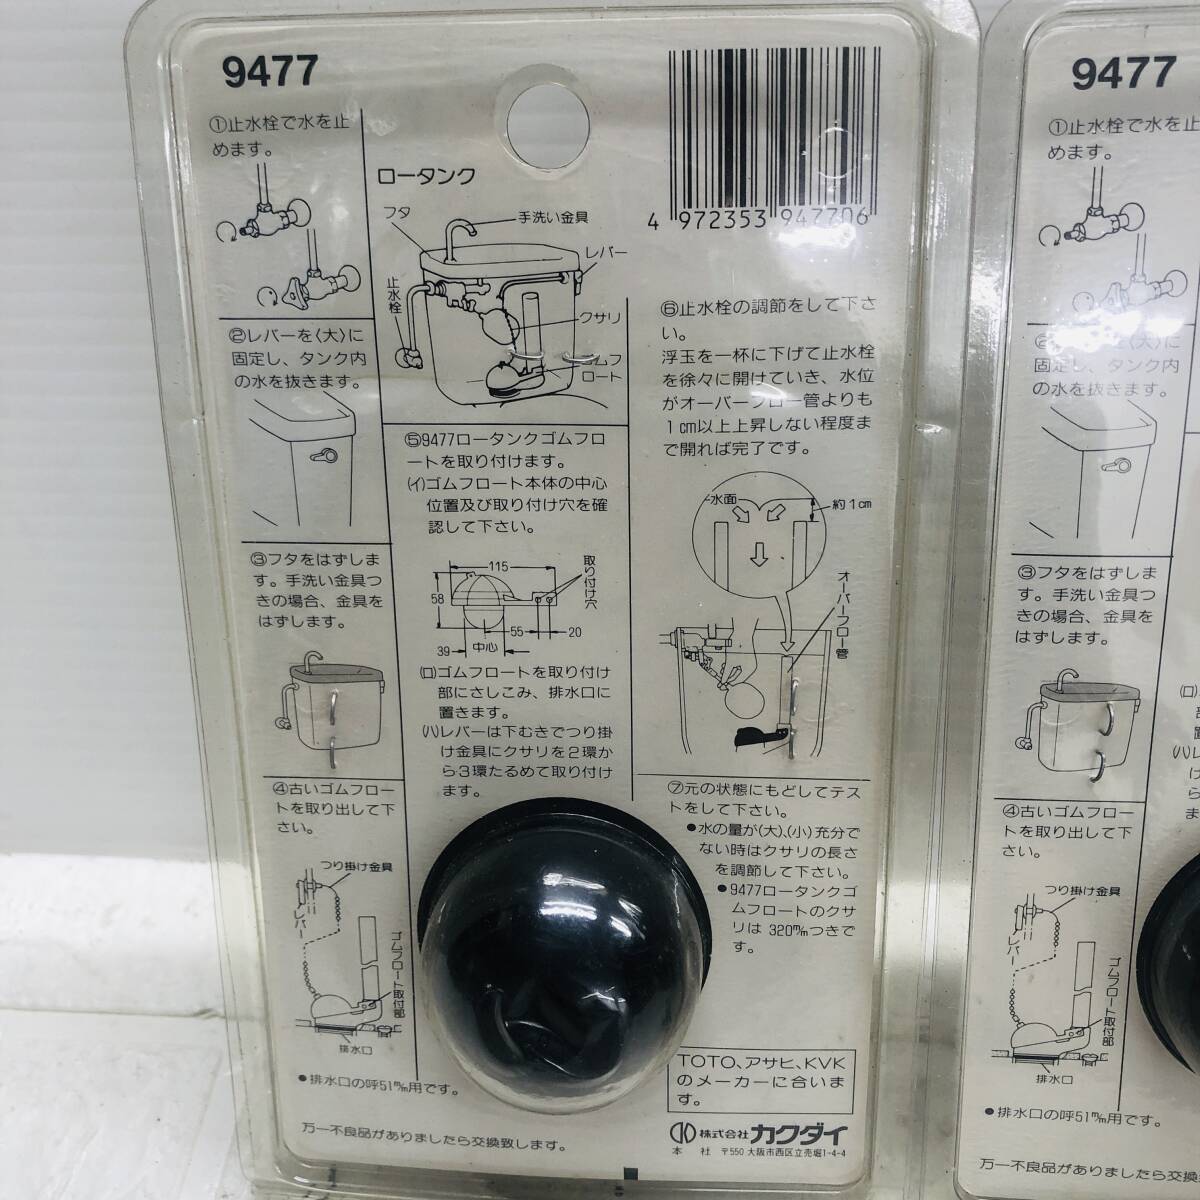 9477
①止水栓で水を止
めます。
ロータンク
フタ
手洗い金具
レバー
止水栓
クサリ
ゴムフ
ロート
4 972353 947706
②レバーを〈大〉に
固定し、タンク内
の水を抜きます。
③フタをはずしま
す。手洗い金具つ
きの場合、金具を
はずします。
④古いゴムフロー
トを取り出して下
さい。
つり掛け金具
レバー
ゴムフロート取付部
排水口
●排水口の呼51㎜用です。
万一不良品がありましたら交換致します。
⑤9477ロータンクゴムフロ
ートを取り付けます。
(イ)ゴムフロート本体の中心
位置及び取り付け穴を確
認して下さい。
115
取り付け穴
58
55
20
39
中心
(ロ)ゴムフロートを取り付け
部にさしこみ、排水口に
置きます。
(ハ)レバーは下むきでつり掛
け金具にクサリを2環か
ら3環たるめて取り付け
ます。
⑥止水栓の調節をして下さ
い。
浮玉を一杯に下げて止水栓
を徐々に開けていき、水位
がオーバーフロー管よりも
1㎝以上上昇しない程度ま
で開れば完了です。
水面
約1㎝
オーバーフロー管
⑦元の状態にもどしてテス
トをして下さい。
●水の量が(大)、(小)充分で
ない時はクサリの長さ
を調節して下さい。
●9477ロータンクゴ
ムフロートのクサ
リは 320㎜つきで
す。
TOTO、アサヒ、KVK
のメーカーに合いま
す。
株式会社 カクダイ
本 社 〒550 大阪市西区立売堀1-4-4
9477
①止水栓で水を止
めます。
(大)に
固定し、タンク内
の水を抜きます。
③フタをはずしま
す。手洗い金具つ
きの場合、金具を
はずします。
④古いゴムフロー
トを取り出して下
さい。
つり掛け金具
レバー
ゴムフロート取付部
排水口
●排水口の呼51㎜用です。
万一不良品がありましたら交換
(ロ)
(ハ)レ
け
ら
ま